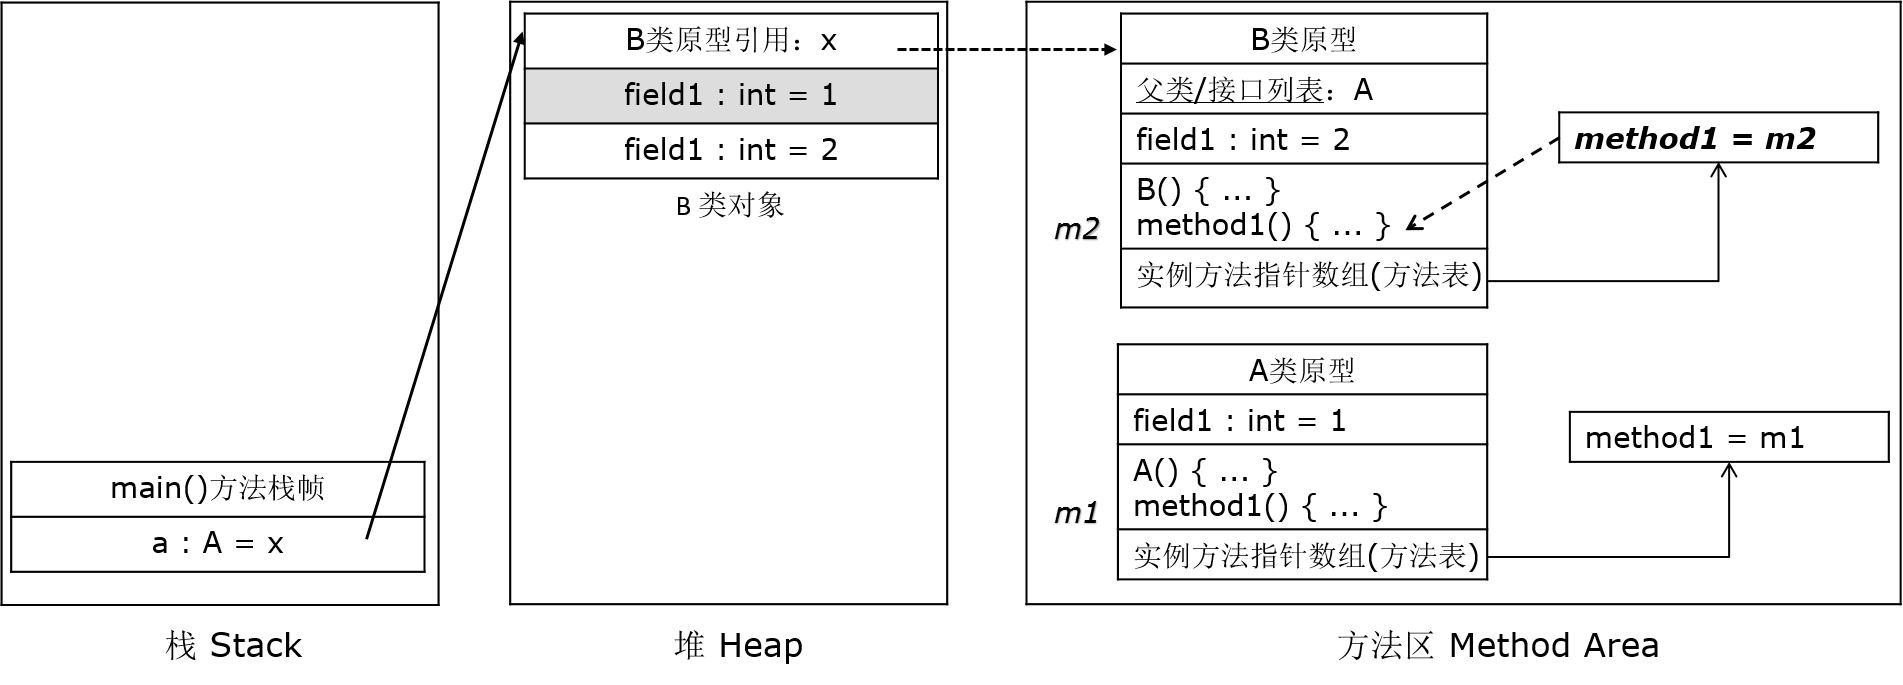 main()方法栈帧
a : A = x
栈 Stack
B类原型引用：x
field1 : int = 1
field1 : int = 2
B 类对象
堆 Heap
B类原型
父类/接口列表：A
field1 : int = 2
B() { ... }
method1() { ... }
m2
实例方法指针数组(方法表)
method1 = m2
A类原型
field1 : int = 1
A() { ... }
method1() { ... }
m1
实例方法指针数组(方法表)
method1 = m1
方法区 Method Area